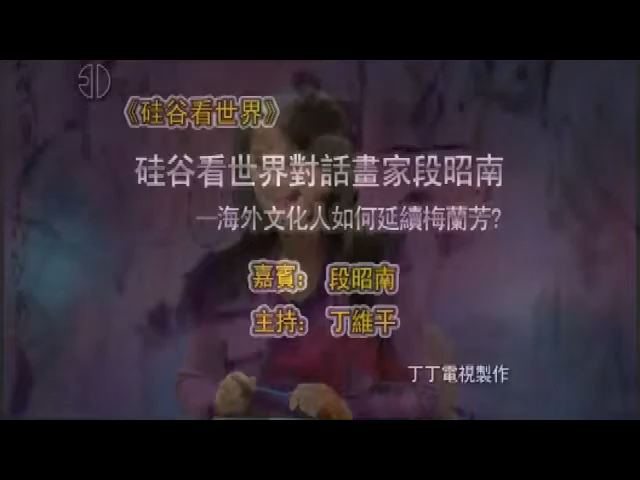 《硅谷看世界》
硅谷看世界對話畫家段昭南
—海外文化人如何延續梅蘭芳?
嘉賓： 段昭南
主持： 丁維平
丁丁電視製作